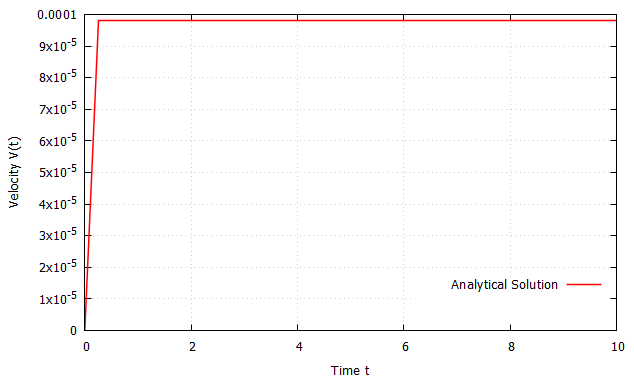 0.0001
9x10⁻⁵
8x10⁻⁵
7x10⁻⁵
6x10⁻⁵
5x10⁻⁵
4x10⁻⁵
3x10⁻⁵
2x10⁻⁵
1x10⁻⁵
0
Velocity V(t)
Analytical Solution
0 2 4 6 8 10
Time t